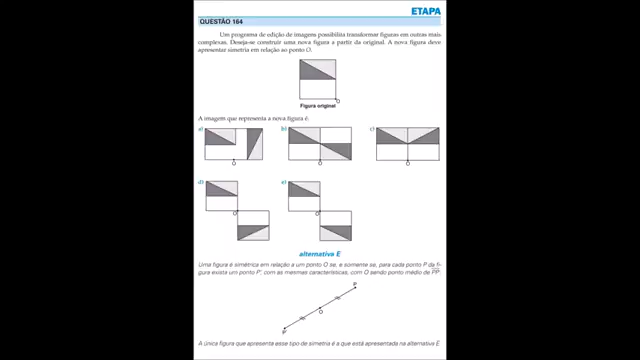 ETAPA
QUESTÃO 164
Um programa de edição de imagens possibilita transformar figuras em outras mais
complexas. Deseja-se construir uma nova figura a partir da original. A nova figura deve
apresentar simetria em relação ao ponto O.
O
Figura original
A imagem que representa a nova figura é:
a) b) c)
O O O
d) e)
O O
alternativa E
Uma figura é simétrica em relação a um ponto O se, e somente se, para cada ponto P da fi-
gura exista um ponto P', com as mesmas características, com O sendo ponto médio de PP'.
P
O
P'
A única figura que apresenta esse tipo de simetria é a que está apresentada na alternativa E.